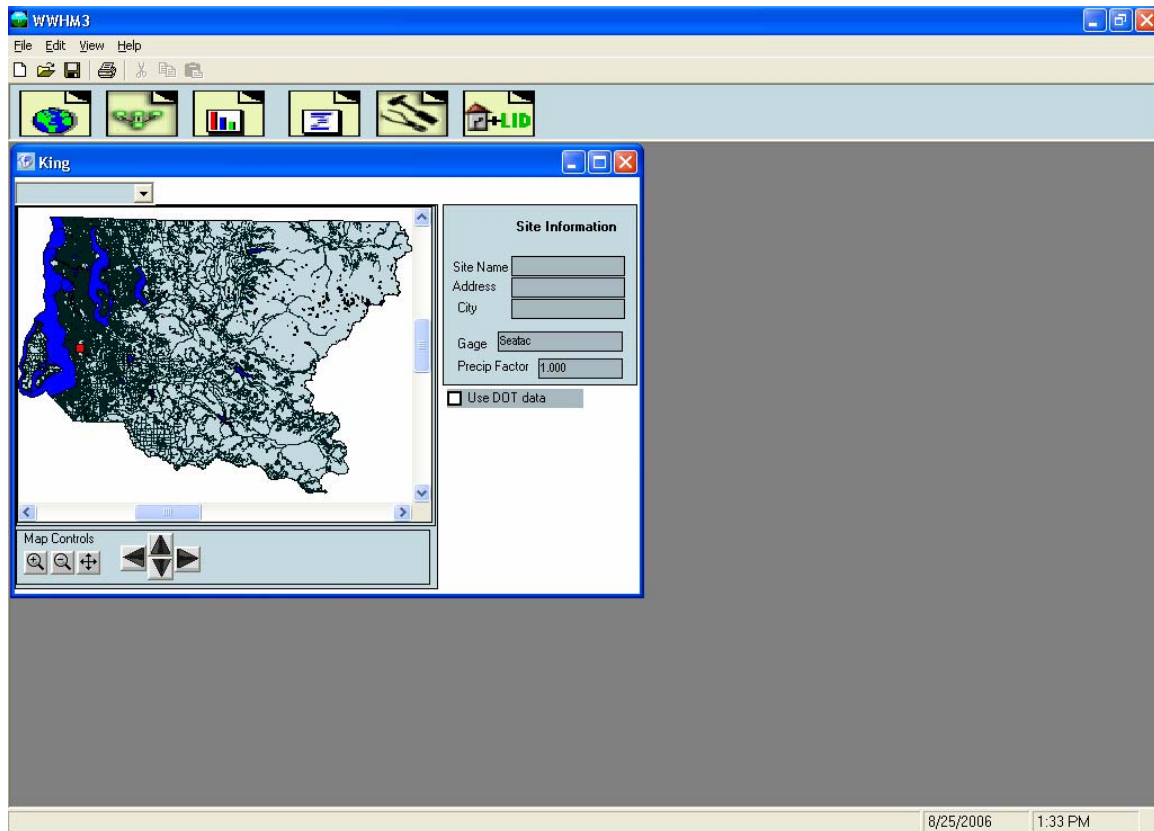 WWHM3
File Edit View Help
+LID
King
Site Information
Site Name
Address
City
Gage Seatac
Precip Factor 1.000
Use DOT data
Map Controls
8/25/2006 1:33 PM